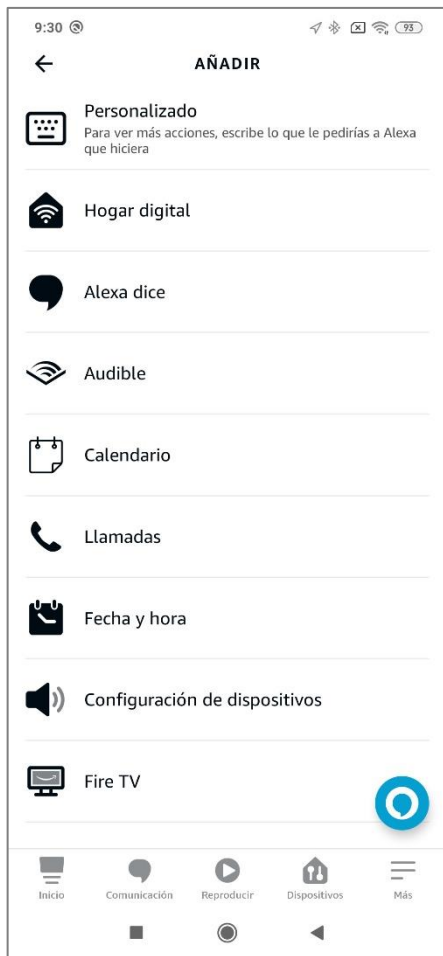 9:30
93
AÑADIR
Personalizado
Para ver más acciones, escribe lo que le pedirías a Alexa
que hiciera
Hogar digital
Alexa dice
Audible
Calendario
Llamadas
Fecha y hora
Configuración de dispositivos
Fire TV
Inicio
Comunicación
Reproducir
Dispositivos
Más